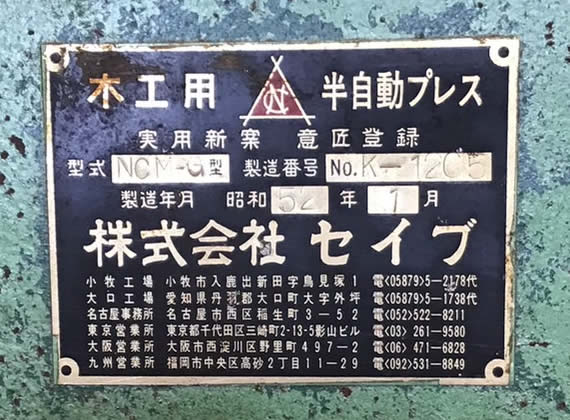 木工用 NC 半自動プレス
実用新案 意匠登録
型式 NCM-G型 製造番号 No.K-1205
製造年月 昭和52年1月
株式会社 セイブ
小牧工場 小牧市入鹿出新田字鳥見塚1 電<05879>5-2178代
大口工場 愛知県丹羽郡大口町大字外坪 電<05879>5-1738代
名古屋事務所 名古屋市西区稲生町3-52 電<052>522-8211
東京営業所 東京都千代田区三崎町2-13-5影山ビル 電<03>261-9580
大阪営業所 大阪市西淀川区野里町497-2 電<06>471-6828
九州営業所 福岡市中央区高砂2丁目11-29 電<092>531-8849